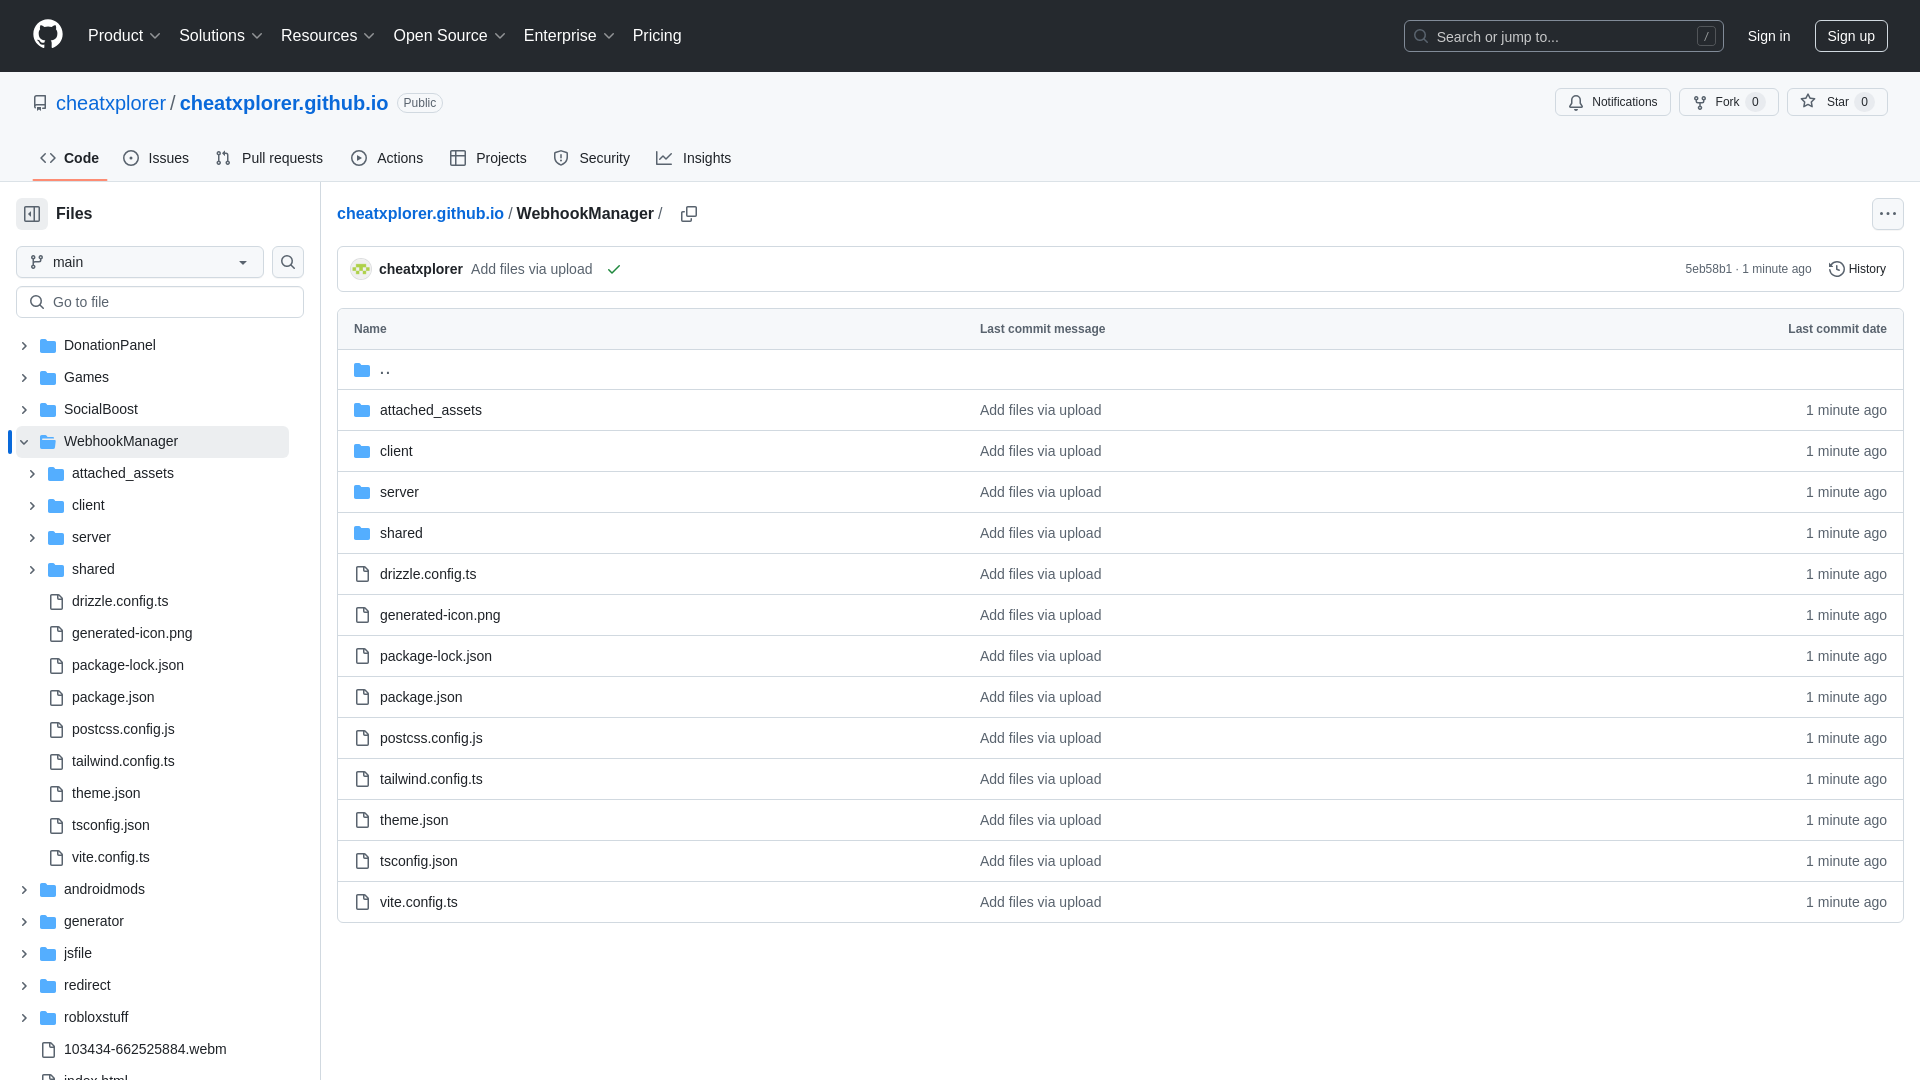 Product Solutions Resources Open Source Enterprise Pricing Search or jump to... / Sign in Sign up
cheatxplorer / cheatxplorer.github.io Public Notifications Fork 0 Star 0
Code Issues Pull requests Actions Projects Security Insights
Files
main
Go to file
DonationPanel
Games
SocialBoost
WebhookManager
attached_assets
client
server
shared
drizzle.config.ts
generated-icon.png
package-lock.json
package.json
postcss.config.js
tailwind.config.ts
theme.json
tsconfig.json
vite.config.ts
androidmods
generator
jsfile
redirect
robloxstuff
103434-662525884.webm
index.html
cheatxplorer.github.io / WebhookManager /
cheatxplorer Add files via upload 5eb58b1 · 1 minute ago History
Name Last commit message Last commit date
..
attached_assets Add files via upload 1 minute ago
client Add files via upload 1 minute ago
server Add files via upload 1 minute ago
shared Add files via upload 1 minute ago
drizzle.config.ts Add files via upload 1 minute ago
generated-icon.png Add files via upload 1 minute ago
package-lock.json Add files via upload 1 minute ago
package.json Add files via upload 1 minute ago
postcss.config.js Add files via upload 1 minute ago
tailwind.config.ts Add files via upload 1 minute ago
theme.json Add files via upload 1 minute ago
tsconfig.json Add files via upload 1 minute ago
vite.config.ts Add files via upload 1 minute ago